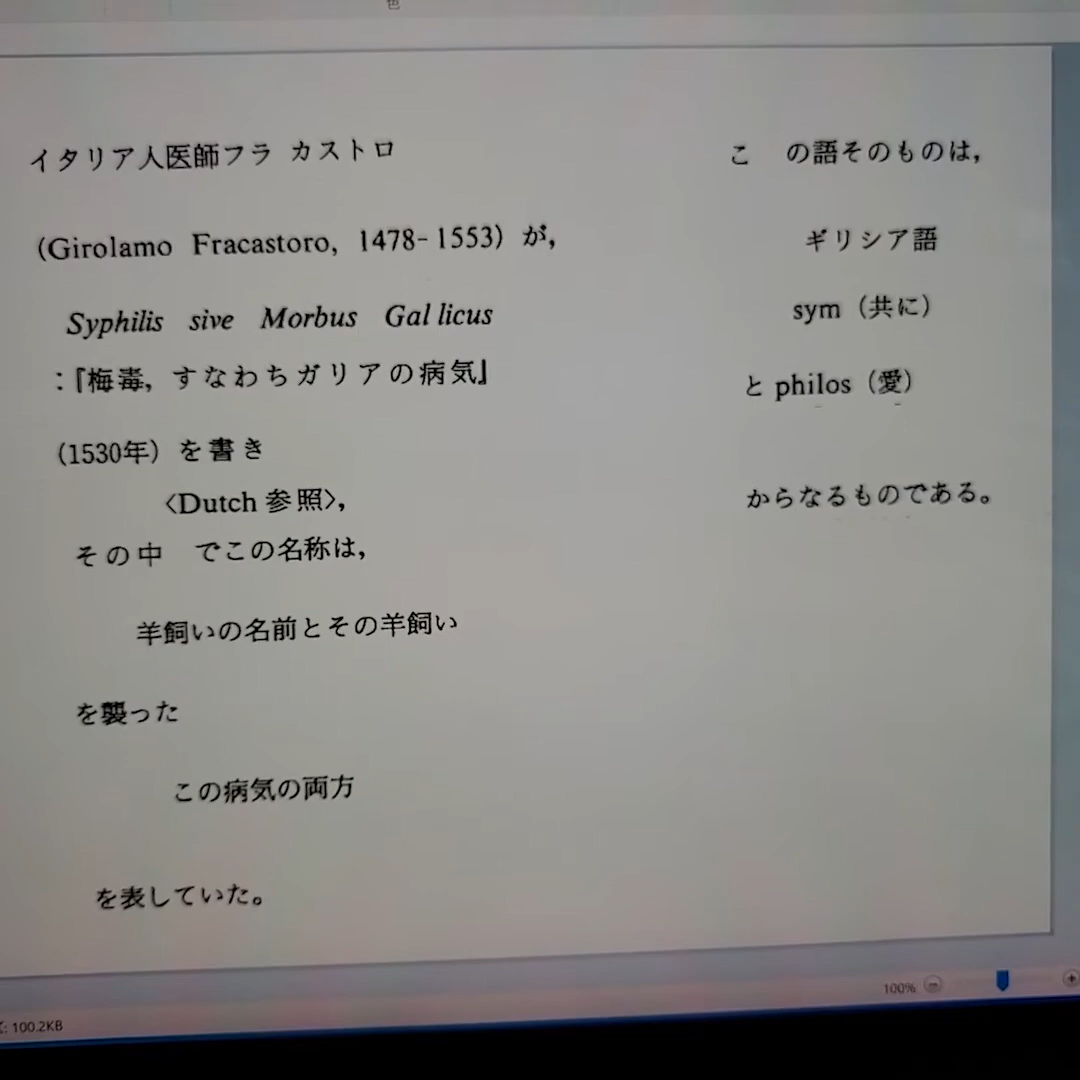 色
イタリア人医師フラ カストロ
(Girolamo Fracastoro, 1478-1553) が,
Syphilis sive Morbus Gal licus
:『梅毒, すなわちガリアの病気』
(1530年) を書き
〈Dutch 参照〉,
その中 でこの名称は,
羊飼いの名前とその羊飼い
を襲った
この病気の両方
を表していた。
こ の語そのものは,
ギリシア語
sym (共に)
と philos (愛)
からなるものである。
100%
: 100.2KB